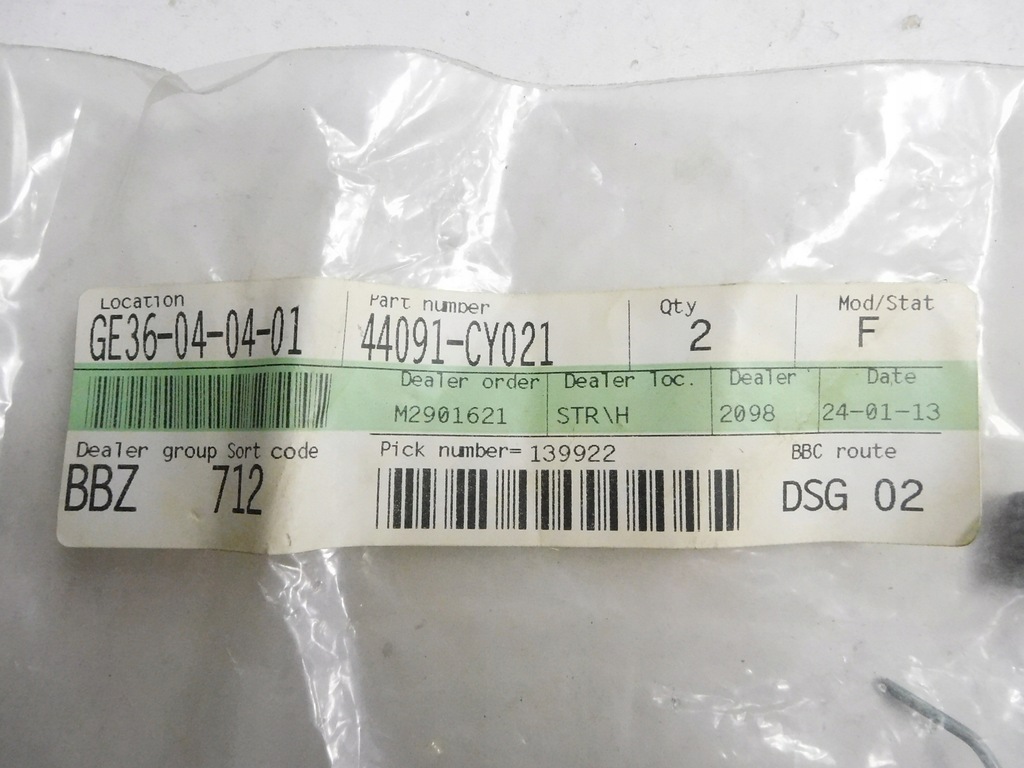 Location Part number Qty Mod/Stat
GE36-04-04-01 44091-CY021 2 F
Dealer order Dealer loc. Dealer Date
M2901621 STR\H 2098 24-01-13
Dealer group Sort code Pick number= 139922 BBC route
BBZ 712 DSG 02